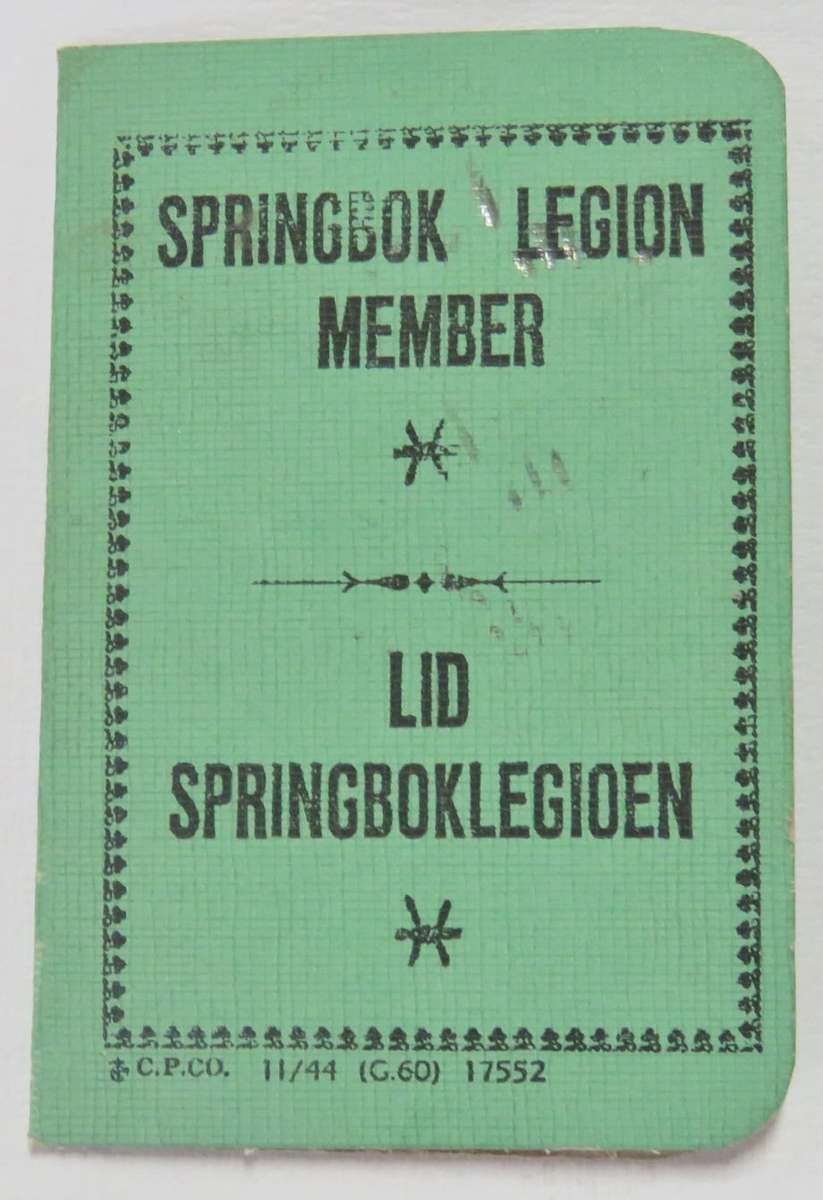 SPRINGBOK LEGION
MEMBER
LID
SPRINGBOKLEGIOEN
C.P.CO. 11/44 (G.60) 17552